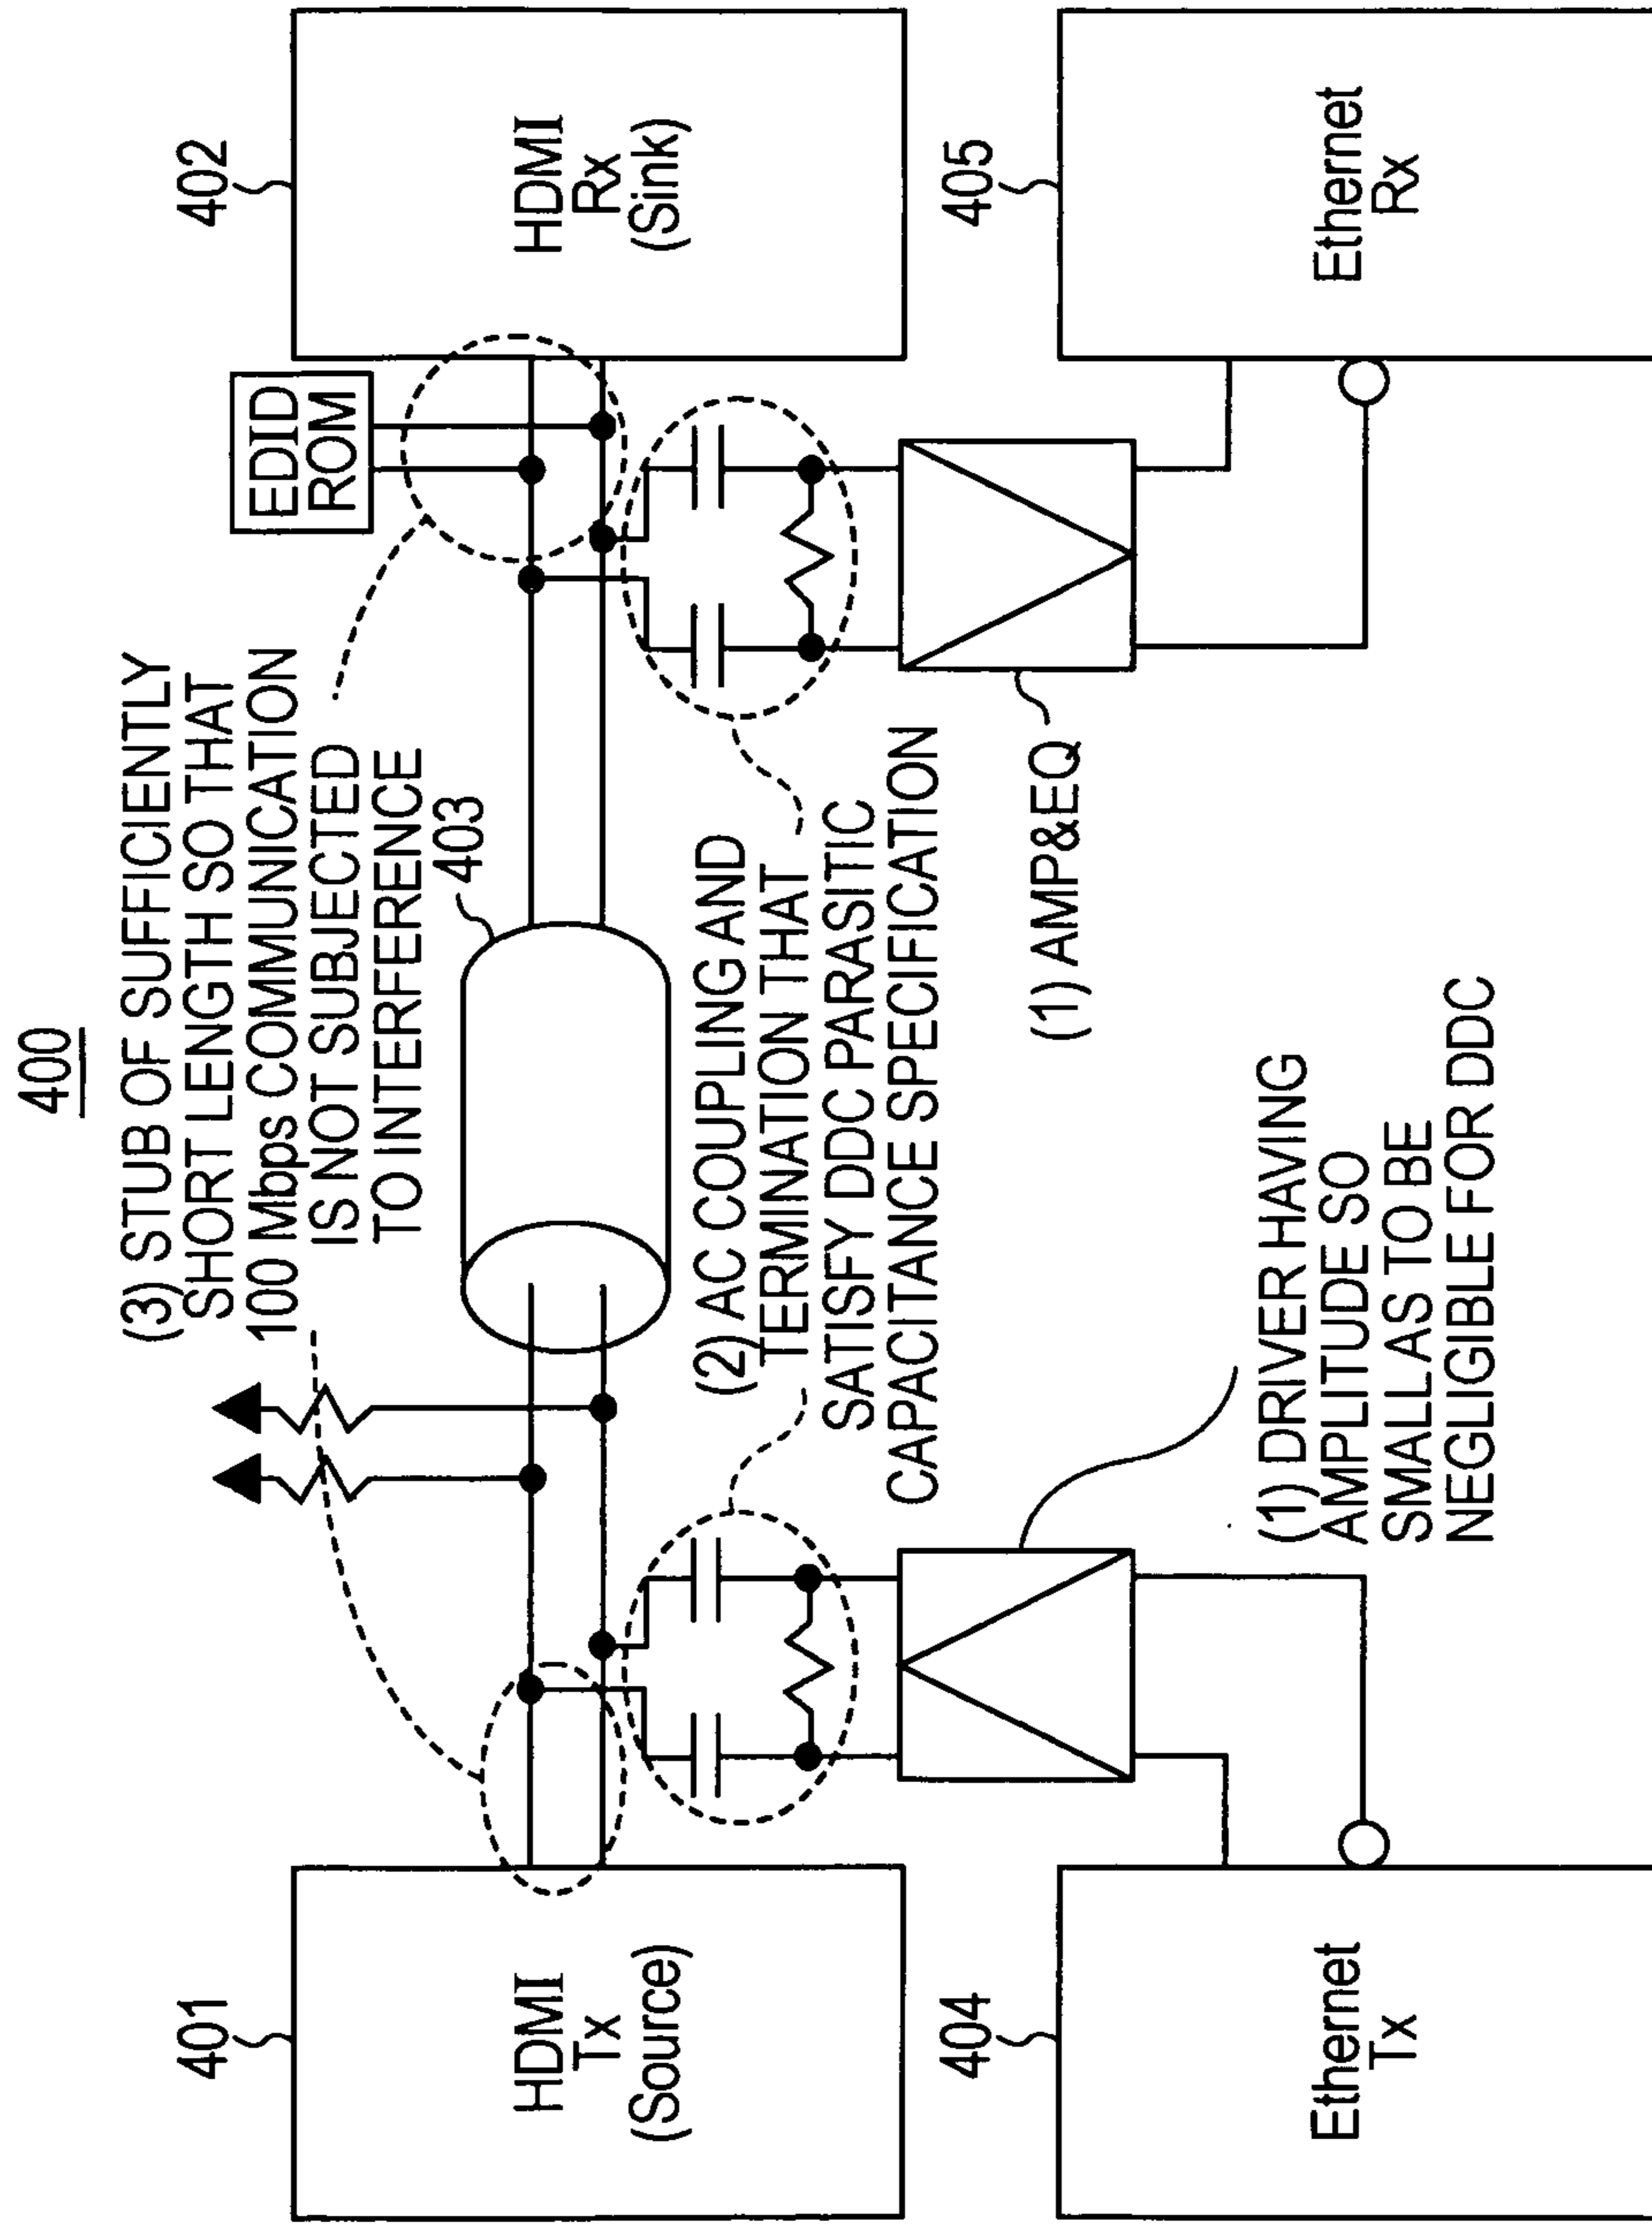 400
(3) STUB OF SUFFICIENTLY
SHORT LENGTH SO THAT
100 Mbps COMMUNICATION
IS NOT SUBJECTED
TO INTERFERENCE
401
HDMI
Tx
(Source)
403
EDID
ROM
402
HDMI
Rx
(Sink)
(2) AC COUPLING AND
TERMINATION THAT
SATISFY DDC PARASITIC
CAPACITANCE SPECIFICATION
404
Ethernet
Tx
(1) DRIVER HAVING
AMPLITUDE SO
SMALL AS TO BE
NEGLIGIBLE FOR DDC
(1) AMP&EQ
405
Ethernet
Rx